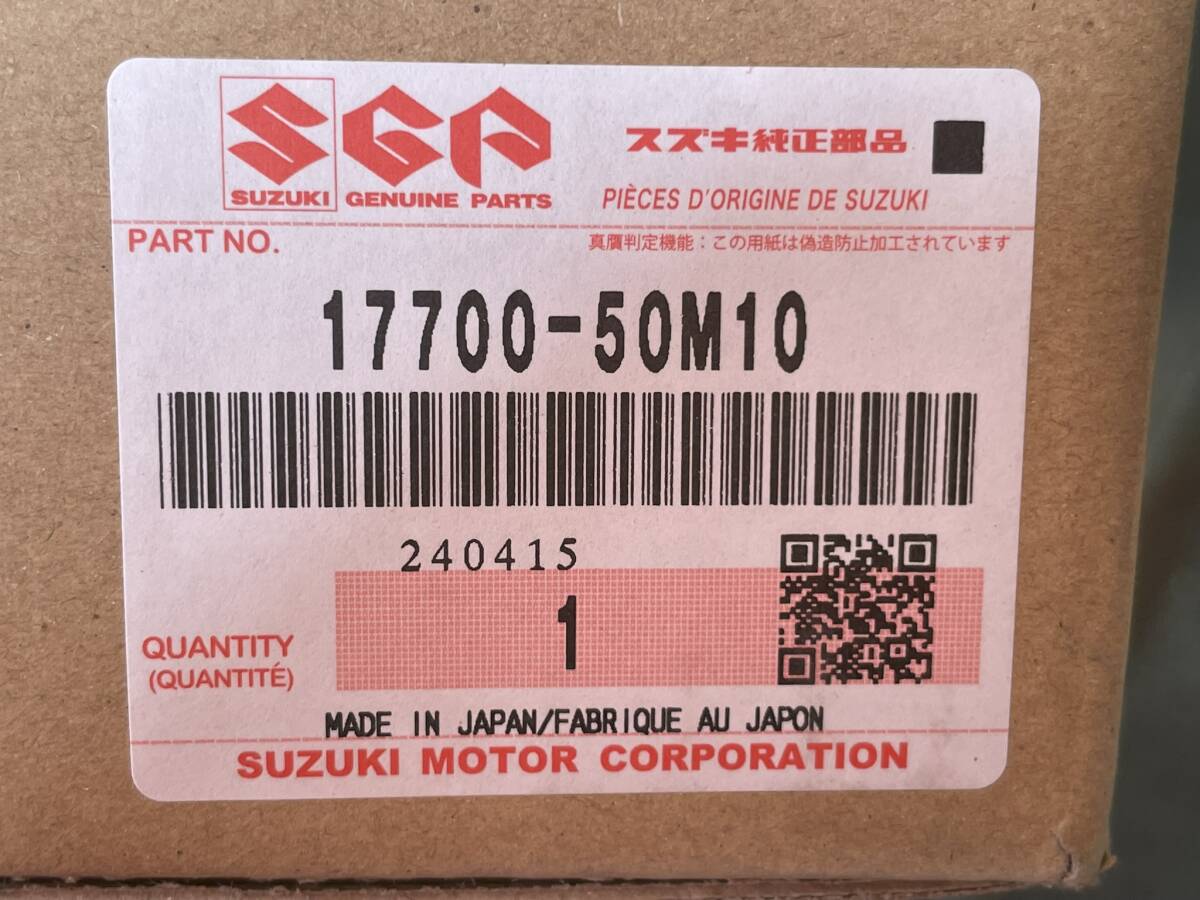 SGP
スズキ純正部品
SUZUKI GENUINE PARTS
PIÈCES D'ORIGINE DE SUZUKI
PART NO.
真贋判定機能：この用紙は偽造防止加工されています
17700-50M10
240415
QUANTITY
(QUANTITÉ)
1
MADE IN JAPAN/FABRIQUE AU JAPON
SUZUKI MOTOR CORPORATION